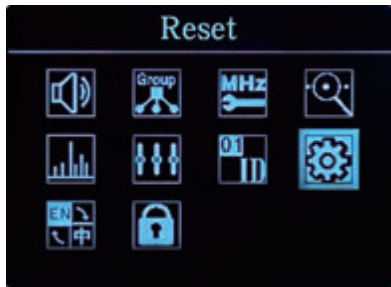 Reset
Group
MHz
01
ID
EN
中